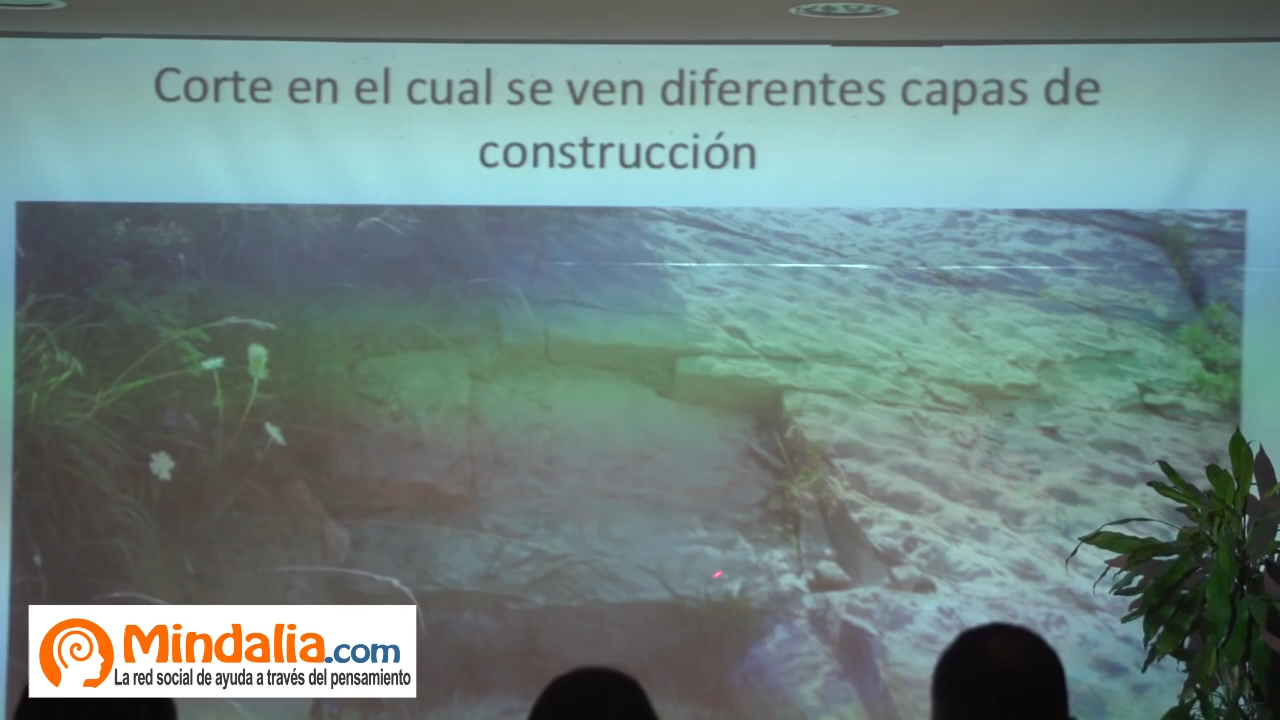 Corte en el cual se ven diferentes capas de
construcción
Mindalia.com
La red social de ayuda a través del pensamiento